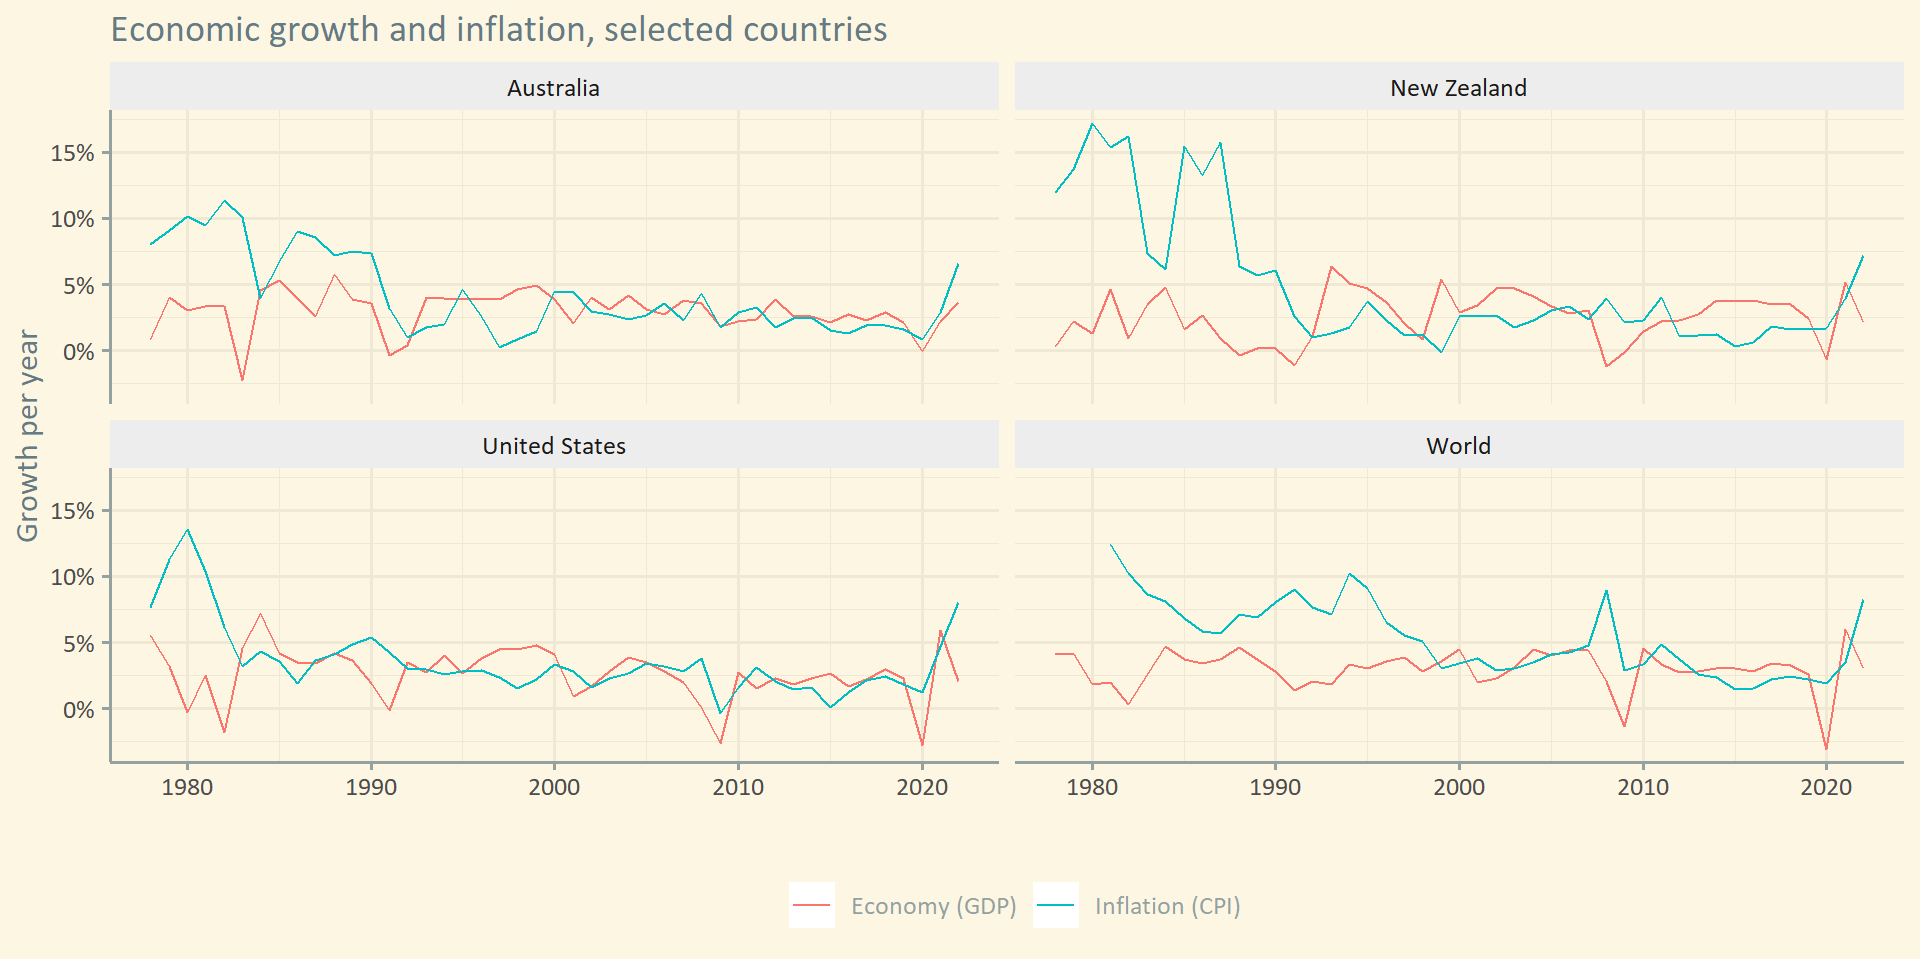 Economic growth and inflation, selected countries
Australia
New Zealand
15%
10%
5%
0%
Growth per year
United States
World
15%
10%
5%
0%
1980 1990 2000 2010 2020
1980 1990 2000 2010 2020
Economy (GDP) Inflation (CPI)